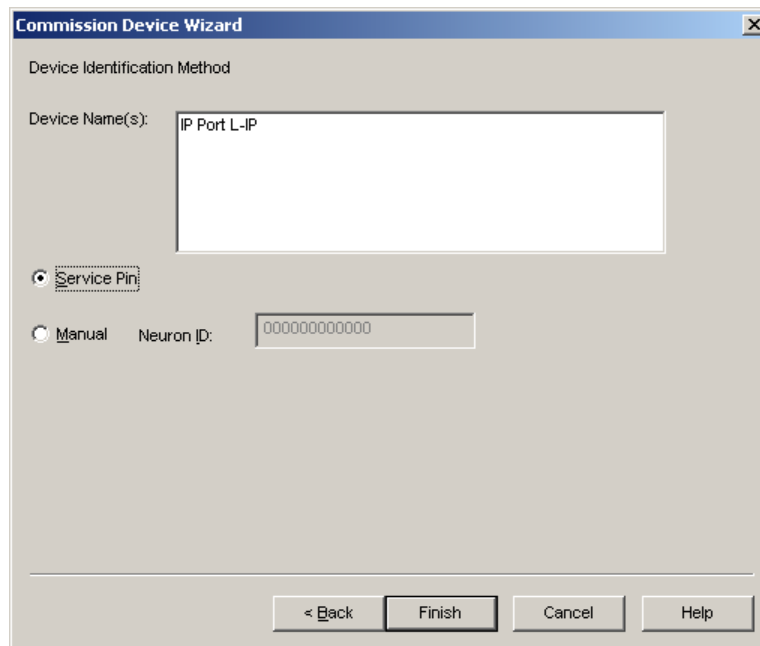 Commission Device Wizard
Device Identification Method
Device Name(s):
IP Port L-IP
Service Pin
Manual Neuron ID: 000000000000
< Back Finish Cancel Help